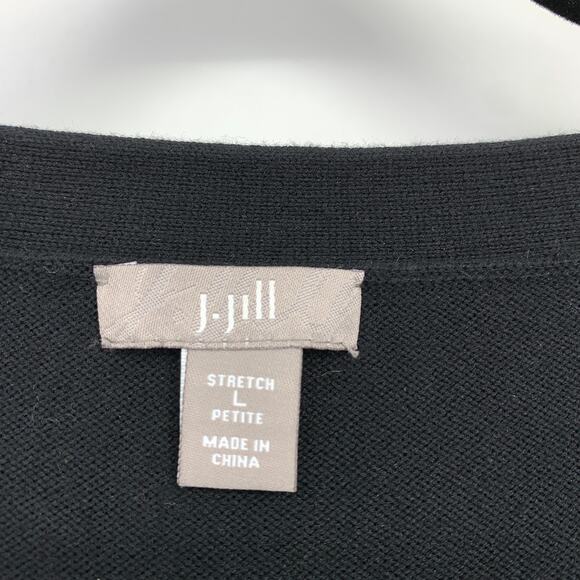 J.Jill
STRETCH
L
PETITE
MADE IN
CHINA